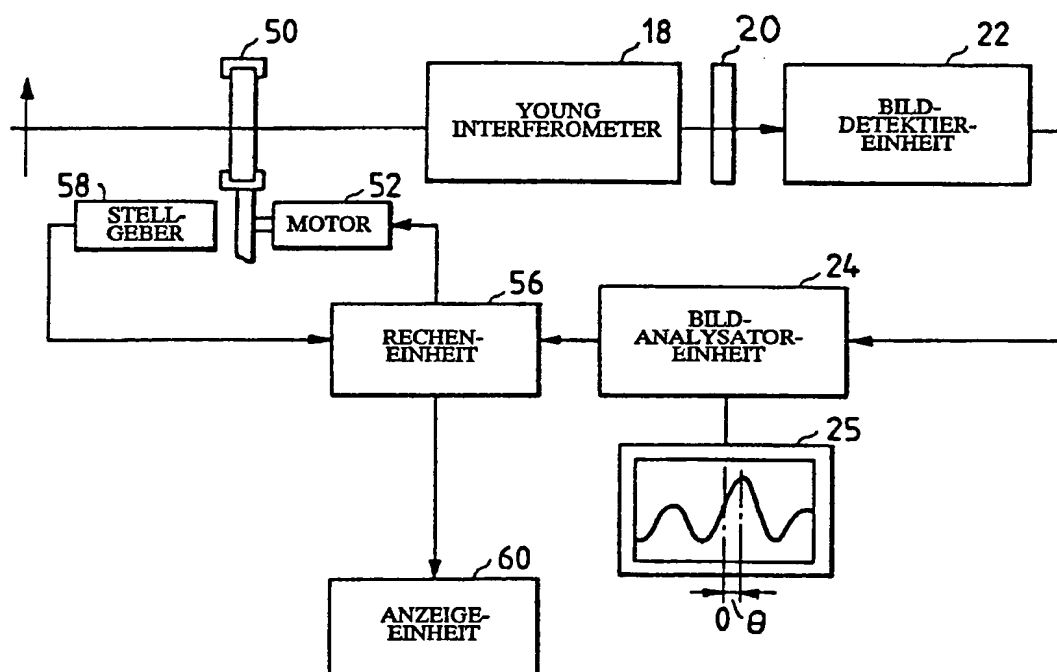 50
18
20
22
YOUNG
INTERFEROMETER
BILD-
DETEKTIER-
EINHEIT
58
STELL-
GEBER
52
MOTOR
56
RECHEN-
EINHEIT
24
BILD-
ANALYSATOR-
EINHEIT
25
0 θ
60
ANZEIGE-
EINHEIT